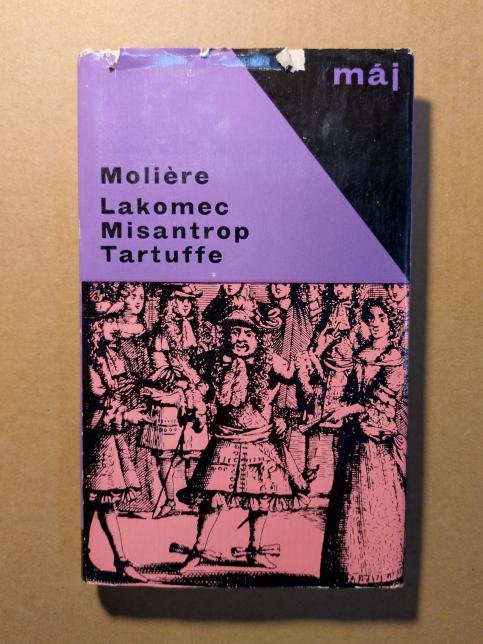 máj
Molière
Lakomec
Misantrop
Tartuffe